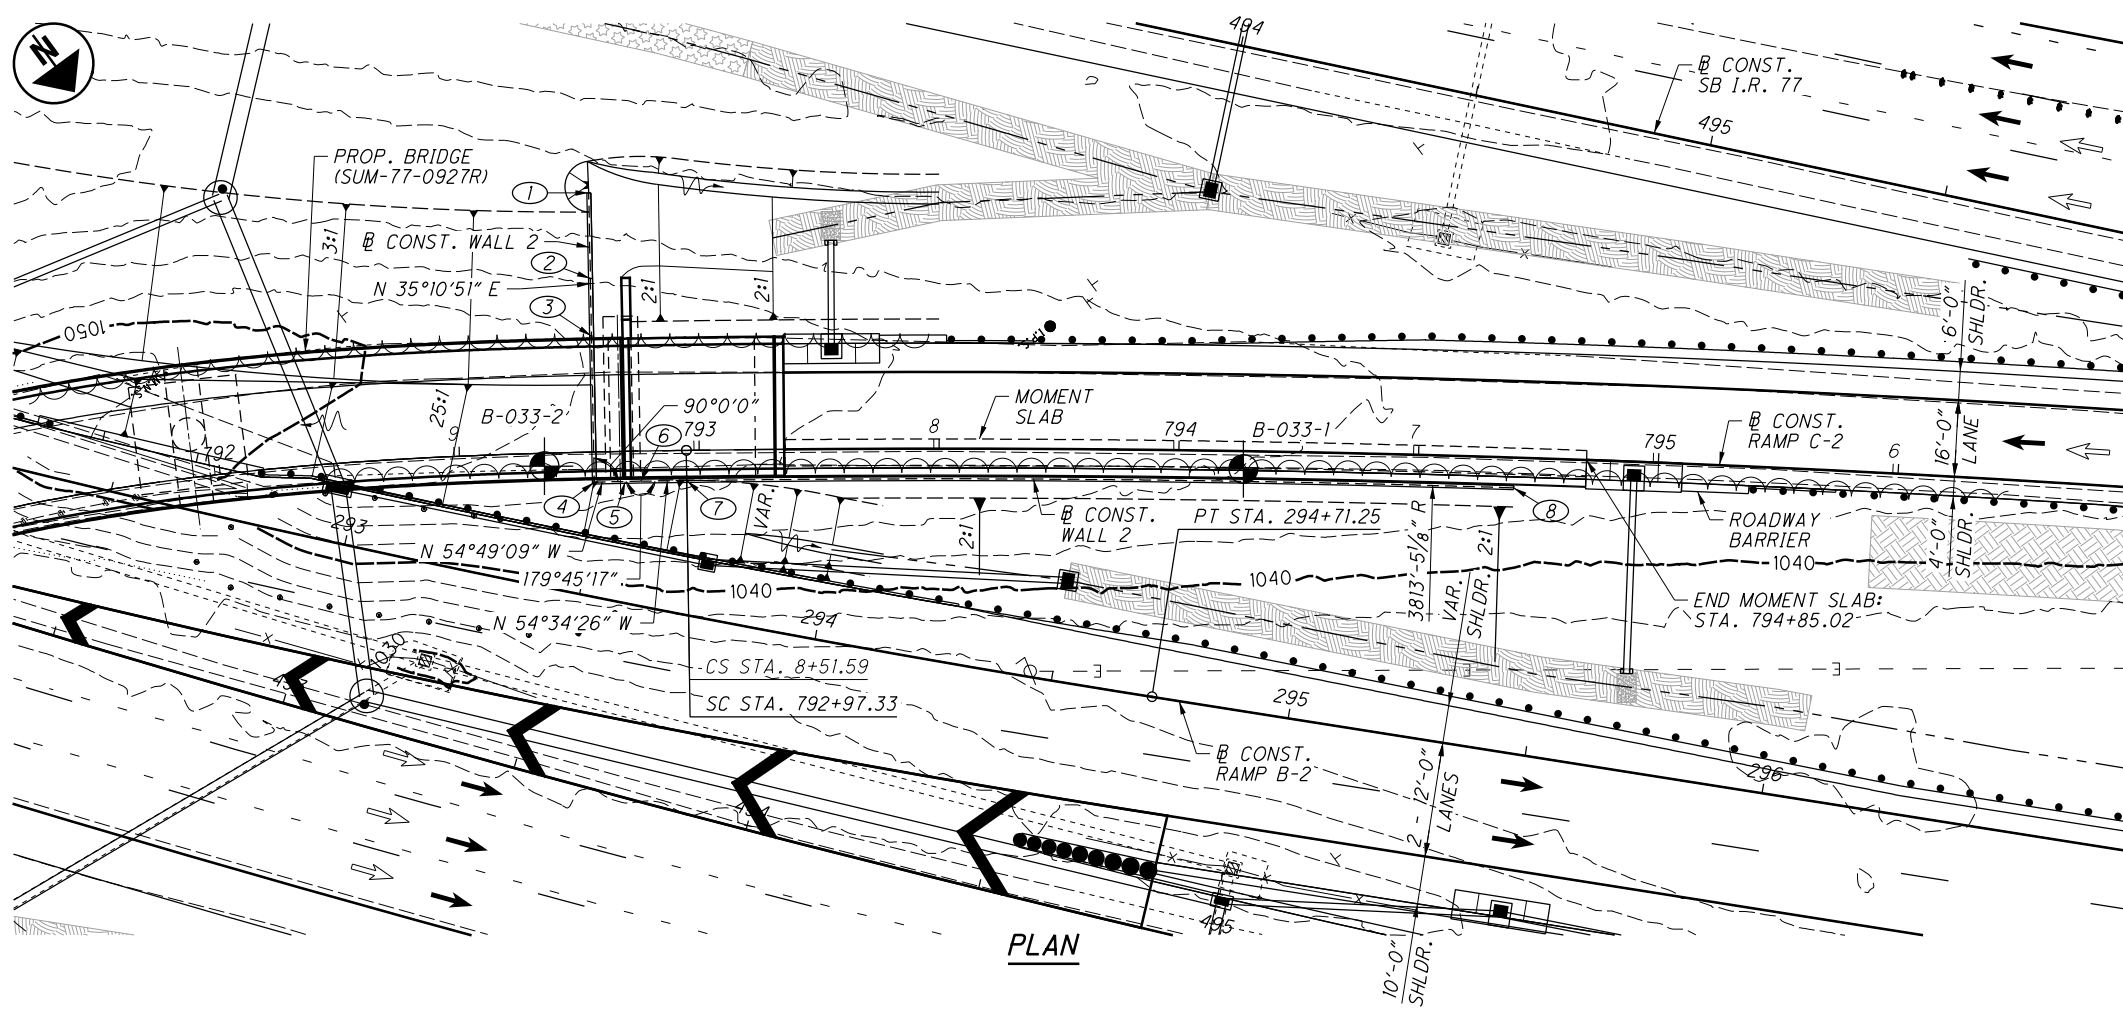 N
494
℄ CONST.
SB I.R. 77
495
PROP. BRIDGE
(SUM-77-0927R)
1
3:1
℄ CONST. WALL 2
2
N 35°10'51" E
3
2:1
2:1
6'-0"
SHLDR.
1050
25:1
B-033-2
9
792
90°0'0"
6
793
8
MOMENT
SLAB
794
B-033-1
7
795
℄ CONST.
RAMP C-2
6
16'-0"
LANE
4
5
7
VAR.
293
2:1
℄ CONST.
WALL 2
PT STA. 294+71.25
3813'-5⅛" R
2:1
8
ROADWAY
BARRIER
4'-0"
SHLDR.
N 54°49'09" W
179°45'17"
1040
1040
1040
VAR.
SHLDR.
END MOMENT SLAB:
STA. 794+85.02
N 54°34'26" W
294
1030
CS STA. 8+51.59
SC STA. 792+97.33
295
℄ CONST.
RAMP B-2
296
2 - 12'-0"
LANES
495
10'-0"
SHLDR.
PLAN